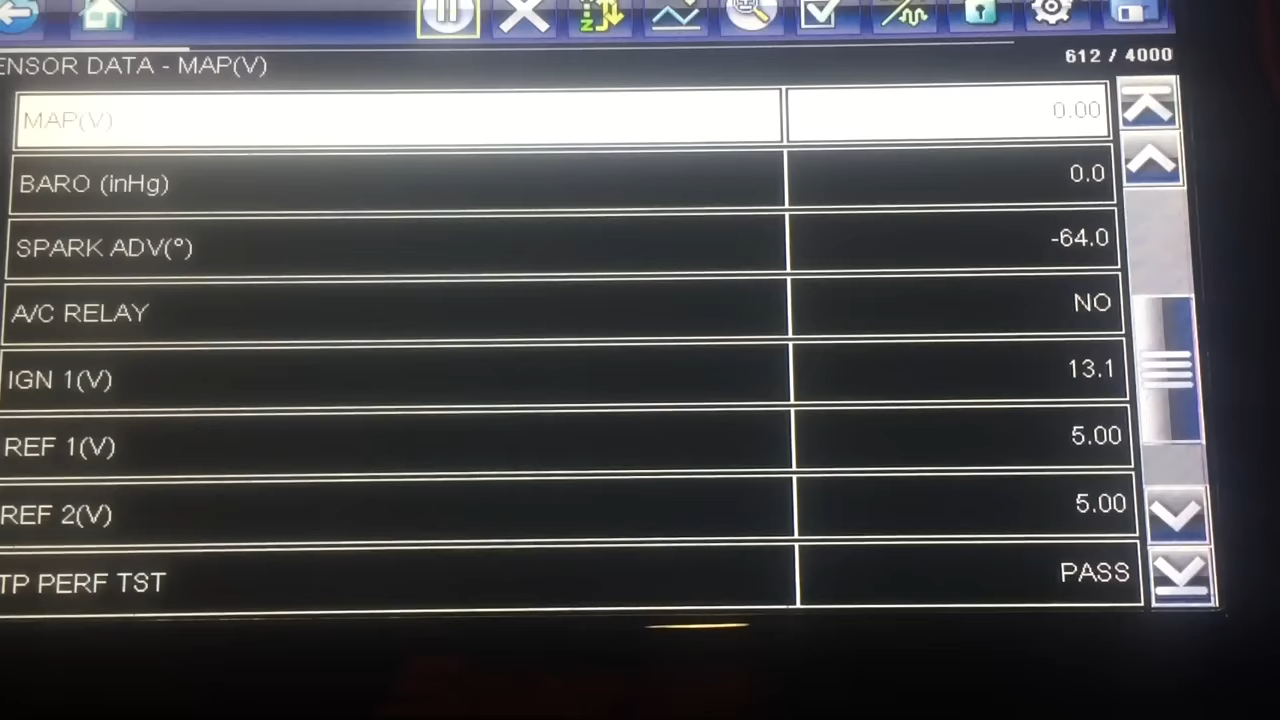 ENSOR DATA - MAP(V)
612 / 4000
MAP(V) 0.00
BARO (inHg) 0.0
SPARK ADV(°) -64.0
A/C RELAY NO
IGN 1(V) 13.1
REF 1(V) 5.00
REF 2(V) 5.00
TP PERF TST PASS